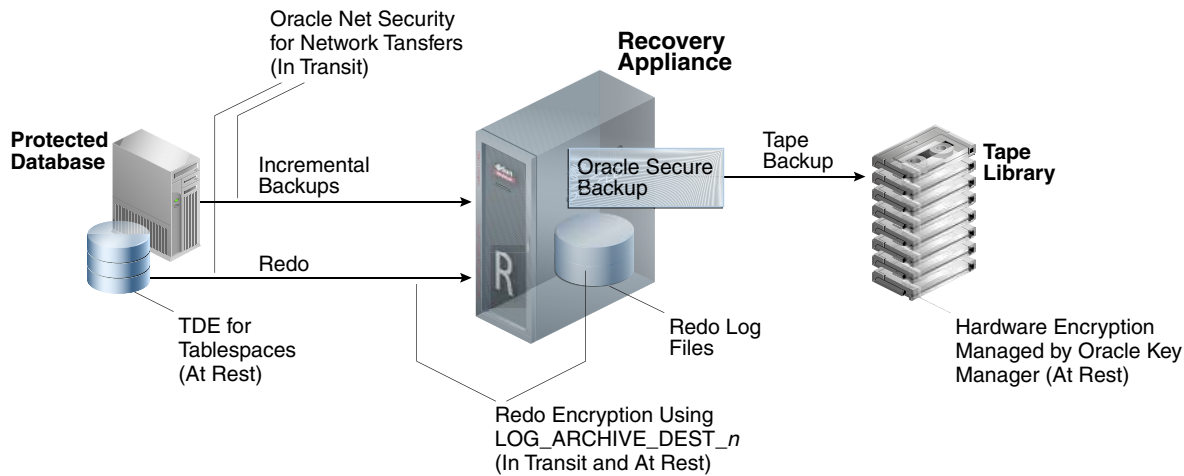 Oracle Net Security
for Network Tansfers
(In Transit)
Recovery
Appliance
Protected
Database
Incremental
Backups
Oracle Secure
Backup
Tape
Backup
Tape
Library
Redo
R
TDE for
Tablespaces
(At Rest)
Redo Log
Files
Hardware Encryption
Managed by Oracle Key
Manager (At Rest)
Redo Encryption Using
LOG_ARCHIVE_DEST_n
(In Transit and At Rest)